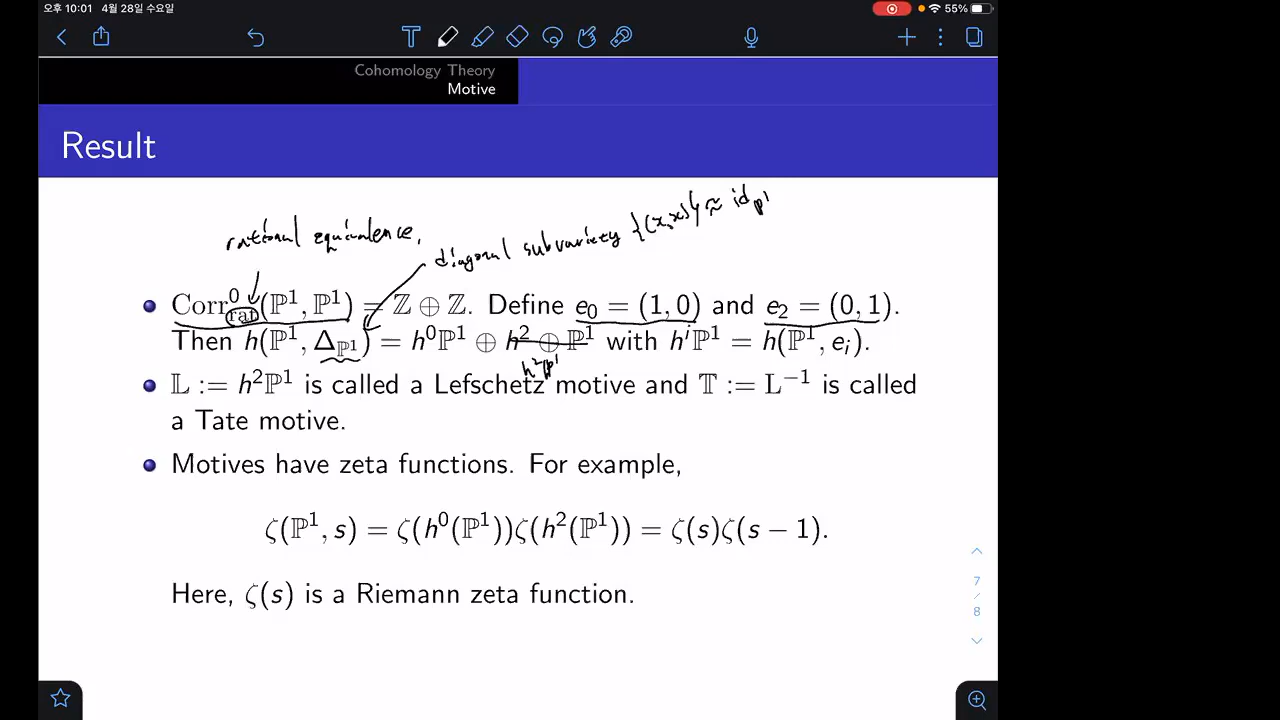 오후 10:01 4월 28일 수요일
55%
T
Cohomology Theory
Motive
Result
rational equivalence,
diagonal subvariety {(x,x)} ≈ id_ℙ¹
Corr⁰_rat(ℙ¹, ℙ¹) = ℤ ⊕ ℤ. Define e₀ = (1, 0) and e₂ = (0, 1).
Then h(ℙ¹, Δ_ℙ¹) = h⁰ℙ¹ ⊕ h² ⊕ ℙ¹ with hⁱℙ¹ = h(ℙ¹, eᵢ).
h²ℙ¹
𝕃 := h²ℙ¹ is called a Lefschetz motive and 𝕋 := L⁻¹ is called
a Tate motive.
Motives have zeta functions. For example,
ζ(ℙ¹, s) = ζ(h⁰(ℙ¹))ζ(h²(ℙ¹)) = ζ(s)ζ(s − 1).
Here, ζ(s) is a Riemann zeta function.
7
/
8